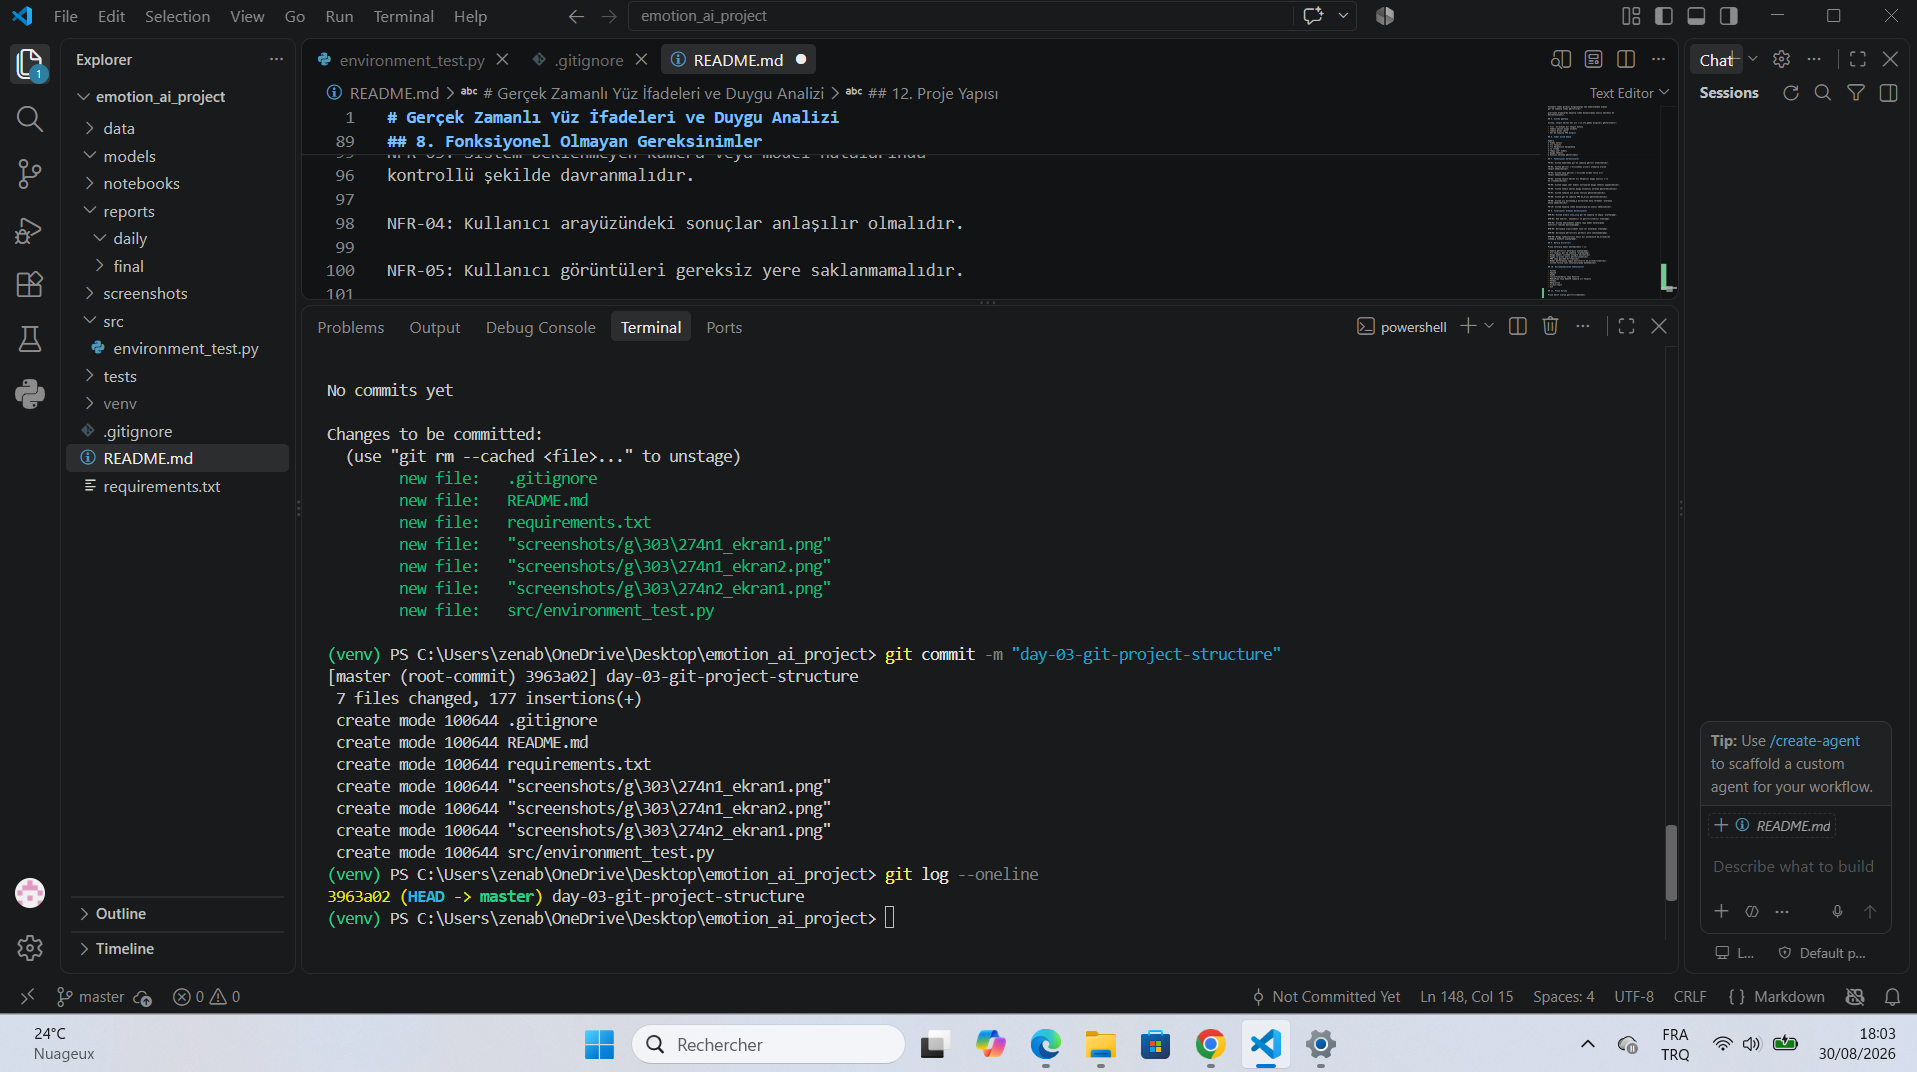 File Edit Selection View Go Run Terminal Help
emotion_ai_project
Explorer
emotion_ai_project
data
models
notebooks
reports
daily
final
screenshots
src
environment_test.py
tests
venv
.gitignore
README.md
requirements.txt
Outline
Timeline
environment_test.py
.gitignore
README.md
README.md > abc # Gerçek Zamanlı Yüz İfadeleri ve Duygu Analizi > abc ## 12. Proje Yapısı
Text Editor
1 # Gerçek Zamanlı Yüz İfadeleri ve Duygu Analizi
89 ## 8. Fonksiyonel Olmayan Gereksinimler
95 NFR-03: Sistem beklenmeyen kamera veya model hatalarında
96 kontrollü şekilde davranmalıdır.
97
98 NFR-04: Kullanıcı arayüzündeki sonuçlar anlaşılır olmalıdır.
99
100 NFR-05: Kullanıcı görüntüleri gereksiz yere saklanmamalıdır.
101
Problems Output Debug Console Terminal Ports
powershell
No commits yet
Changes to be committed:
(use "git rm --cached <file>..." to unstage)
new file: .gitignore
new file: README.md
new file: requirements.txt
new file: "screenshots/g\303\274n1_ekran1.png"
new file: "screenshots/g\303\274n1_ekran2.png"
new file: "screenshots/g\303\274n2_ekran1.png"
new file: src/environment_test.py
(venv) PS C:\Users\zenab\OneDrive\Desktop\emotion_ai_project> git commit -m "day-03-git-project-structure"
[master (root-commit) 3963a02] day-03-git-project-structure
7 files changed, 177 insertions(+)
create mode 100644 .gitignore
create mode 100644 README.md
create mode 100644 requirements.txt
create mode 100644 "screenshots/g\303\274n1_ekran1.png"
create mode 100644 "screenshots/g\303\274n1_ekran2.png"
create mode 100644 "screenshots/g\303\274n2_ekran1.png"
create mode 100644 src/environment_test.py
(venv) PS C:\Users\zenab\OneDrive\Desktop\emotion_ai_project> git log --oneline
3963a02 (HEAD -> master) day-03-git-project-structure
(venv) PS C:\Users\zenab\OneDrive\Desktop\emotion_ai_project>
Chat
Sessions
Tip: Use /create-agent
to scaffold a custom
agent for your workflow.
README.md
Describe what to build
L...
Default p...
1
master
0 0
Not Committed Yet
Ln 148, Col 15
Spaces: 4
UTF-8
CRLF
{ } Markdown
24°C
Nuageux
Rechercher
FRA
TRQ
18:03
30/08/2026